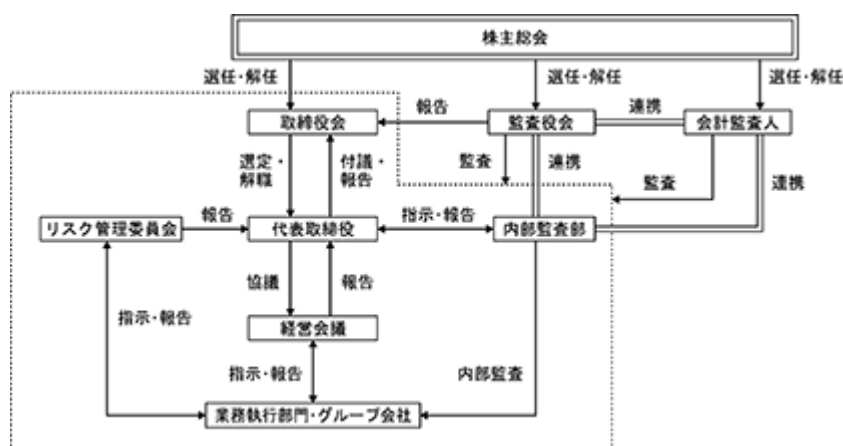 株主総会
選任・解任
選任・解任
選任・解任
取締役会
報告
監査役会
連携
会計監査人
選定・
解職
付議・
報告
監査
連携
監査
連携
リスク管理委員会
報告
代表取締役
指示・報告
内部監査部
協議
報告
指示・報告
経営会議
指示・報告
内部監査
業務執行部門・グループ会社